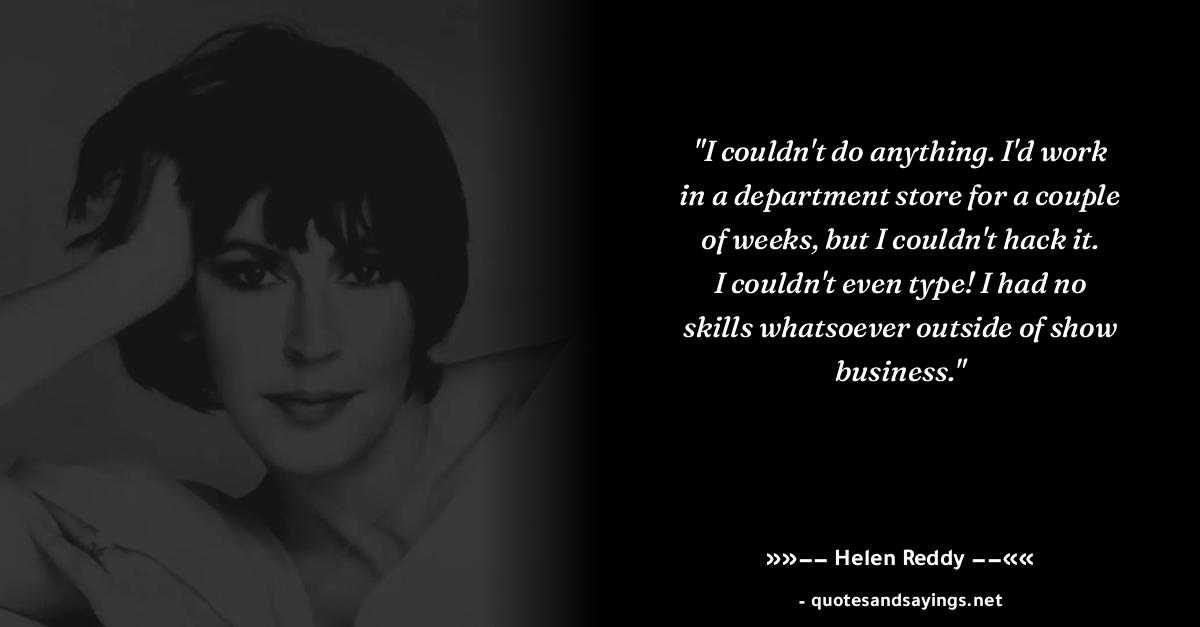 "I couldn't do anything. I'd work
in a department store for a couple
of weeks, but I couldn't hack it.
I couldn't even type! I had no
skills whatsoever outside of show
business."
»»–– Helen Reddy ––««
- quotesandsayings.net